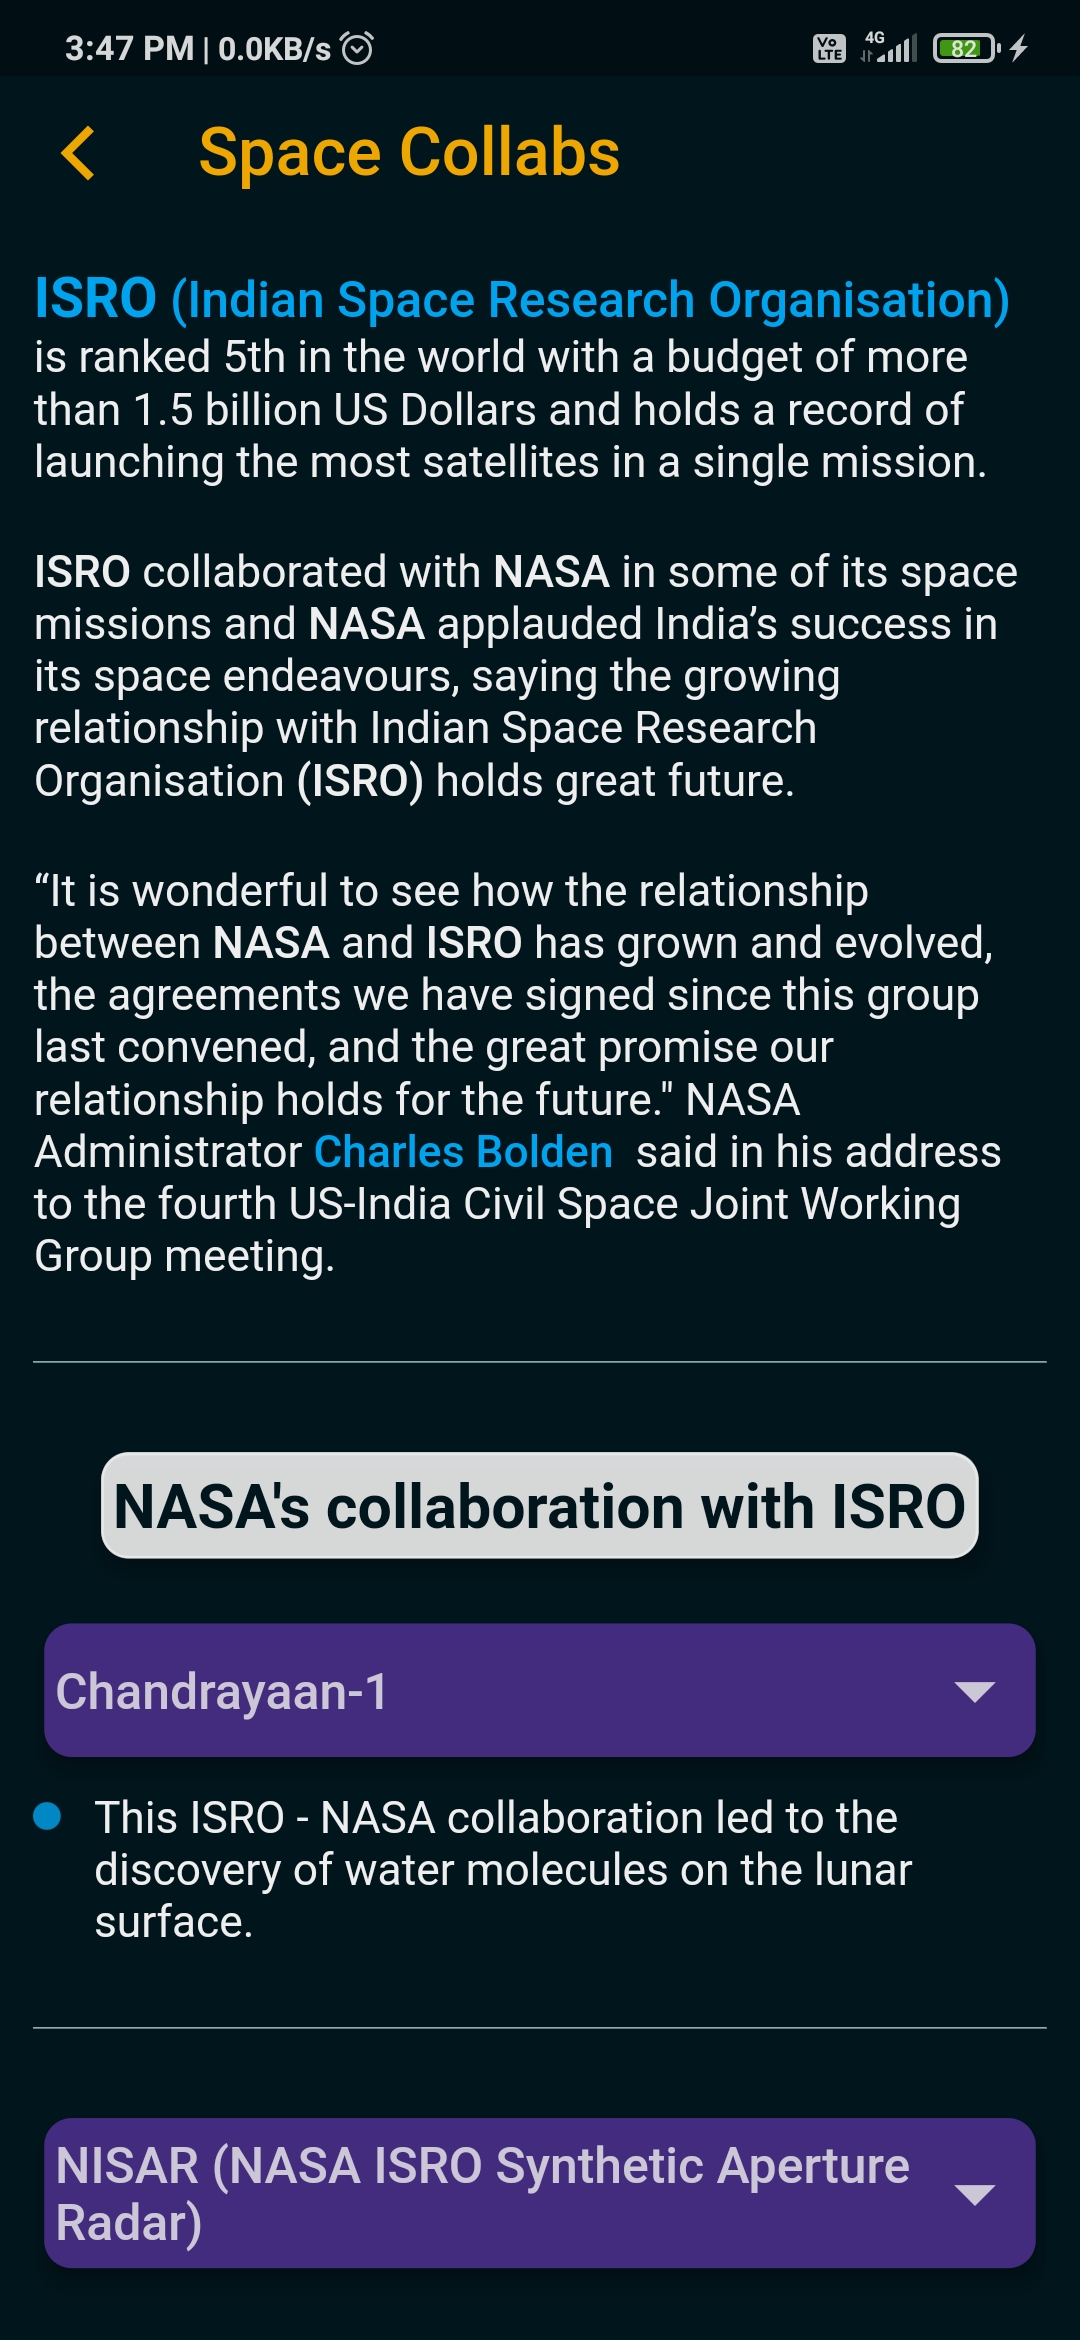 3:47 PM | 0.0KB/s
Vo LTE 4G 82
Space Collabs
ISRO (Indian Space Research Organisation)
is ranked 5th in the world with a budget of more
than 1.5 billion US Dollars and holds a record of
launching the most satellites in a single mission.
ISRO collaborated with NASA in some of its space
missions and NASA applauded India’s success in
its space endeavours, saying the growing
relationship with Indian Space Research
Organisation (ISRO) holds great future.
“It is wonderful to see how the relationship
between NASA and ISRO has grown and evolved,
the agreements we have signed since this group
last convened, and the great promise our
relationship holds for the future." NASA
Administrator Charles Bolden  said in his address
to the fourth US-India Civil Space Joint Working
Group meeting.
NASA's collaboration with ISRO
Chandrayaan-1
This ISRO - NASA collaboration led to the
discovery of water molecules on the lunar
surface.
NISAR (NASA ISRO Synthetic Aperture
Radar)